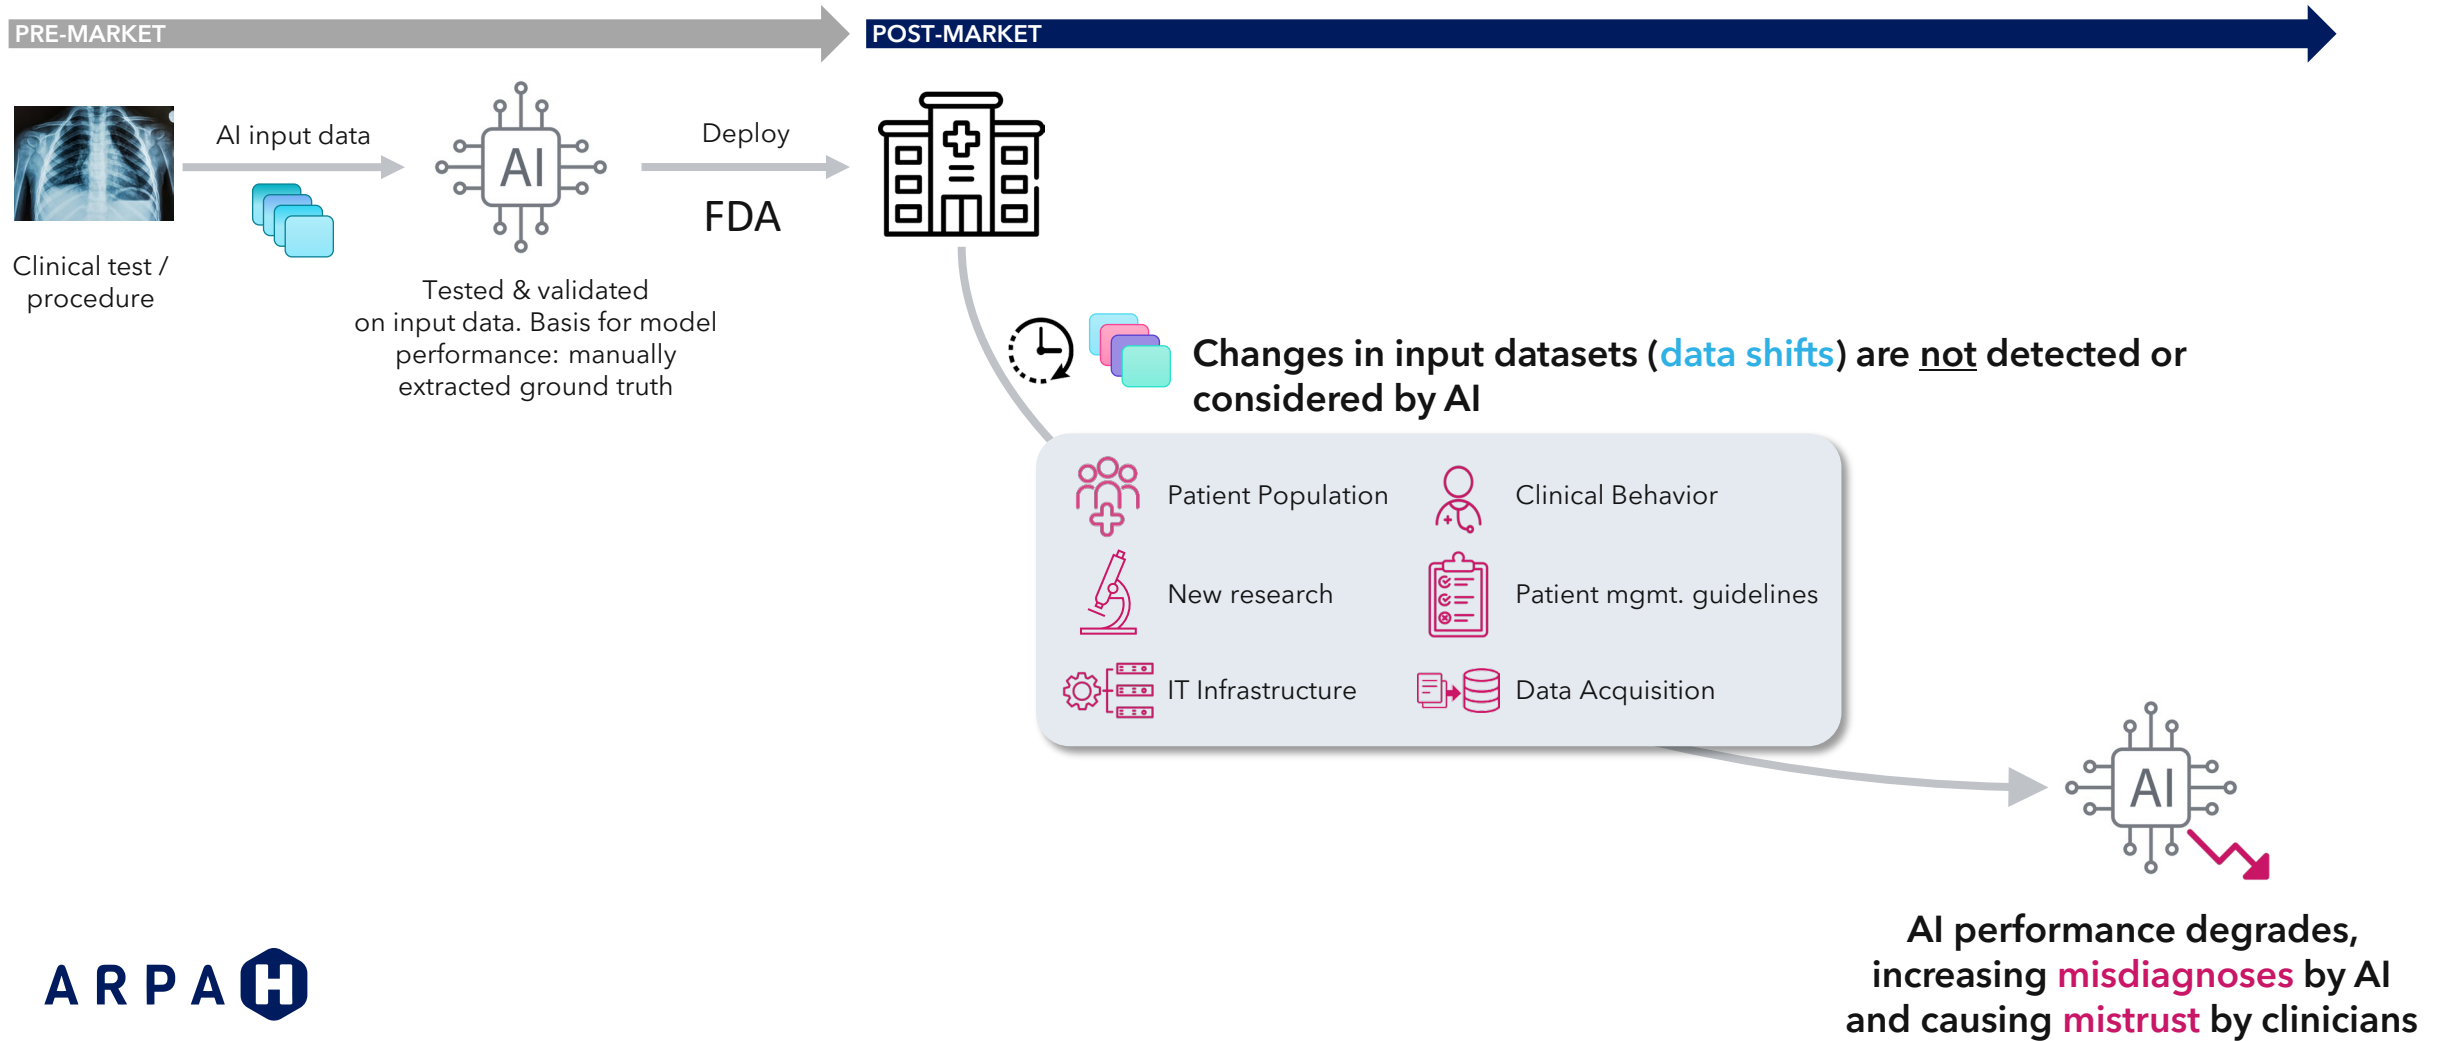 PRE-MARKET
POST-MARKET
AI input data
AI
Deploy
FDA
Clinical test /
procedure
Tested & validated
on input data. Basis for model
performance: manually
extracted ground truth
Changes in input datasets (data shifts) are not detected or
considered by AI
Patient Population
Clinical Behavior
New research
Patient mgmt. guidelines
IT Infrastructure
Data Acquisition
AI
AI performance degrades,
increasing misdiagnoses by AI
and causing mistrust by clinicians
ARPA H